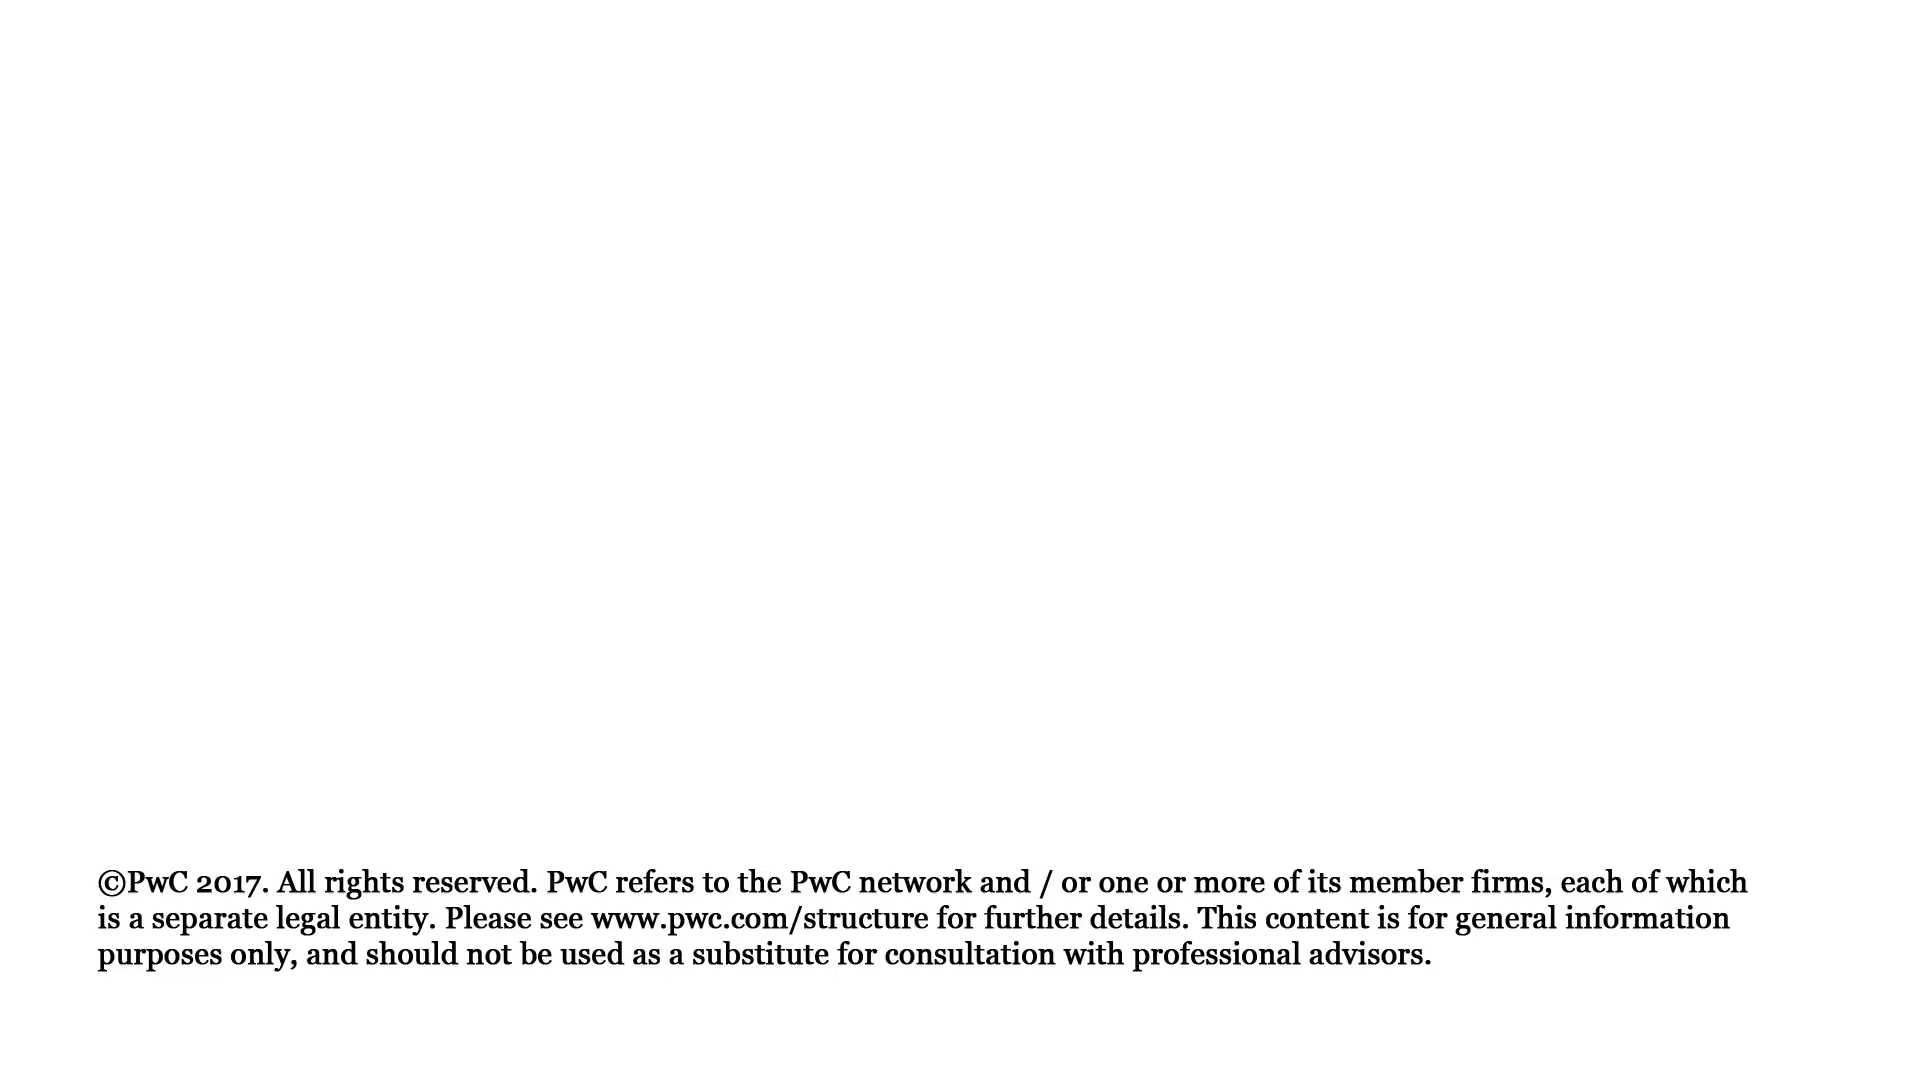 ©PwC 2017. All rights reserved. PwC refers to the PwC network and / or one or more of its member firms, each of which
is a separate legal entity. Please see www.pwc.com/structure for further details. This content is for general information
purposes only, and should not be used as a substitute for consultation with professional advisors.